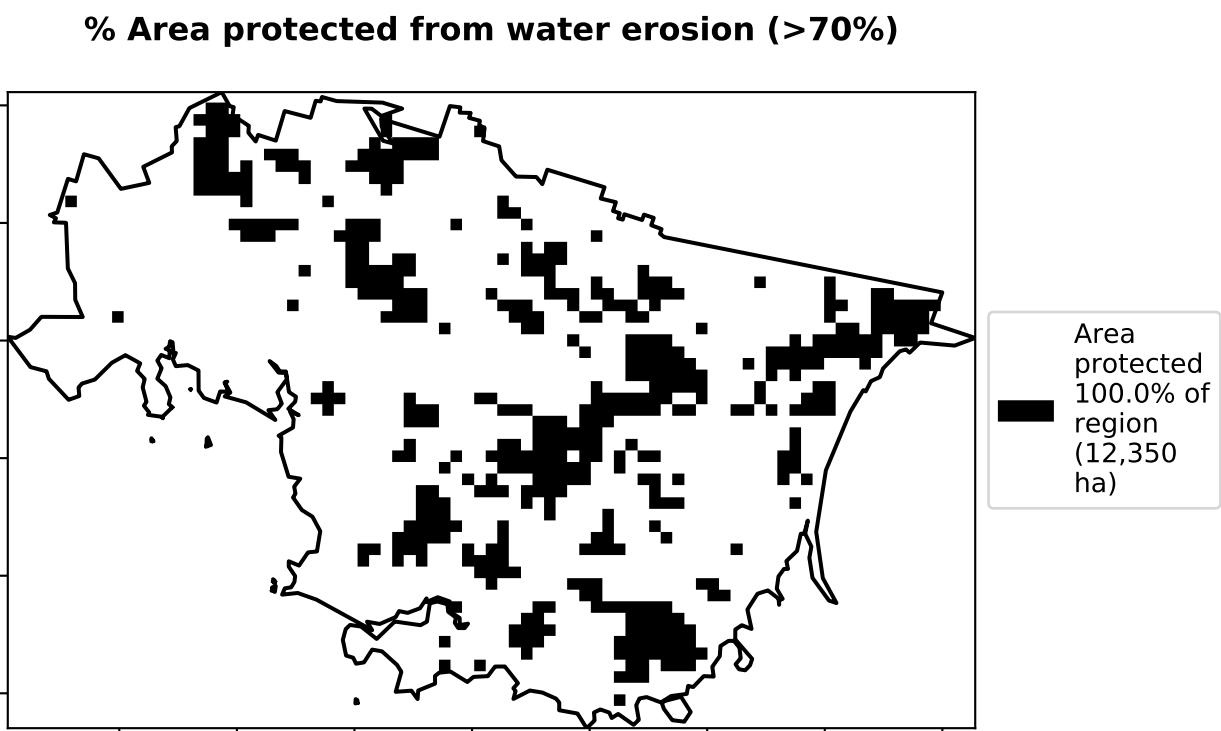 % Area protected from water erosion (>70%)
Area
protected
100.0% of
region
(12,350
ha)